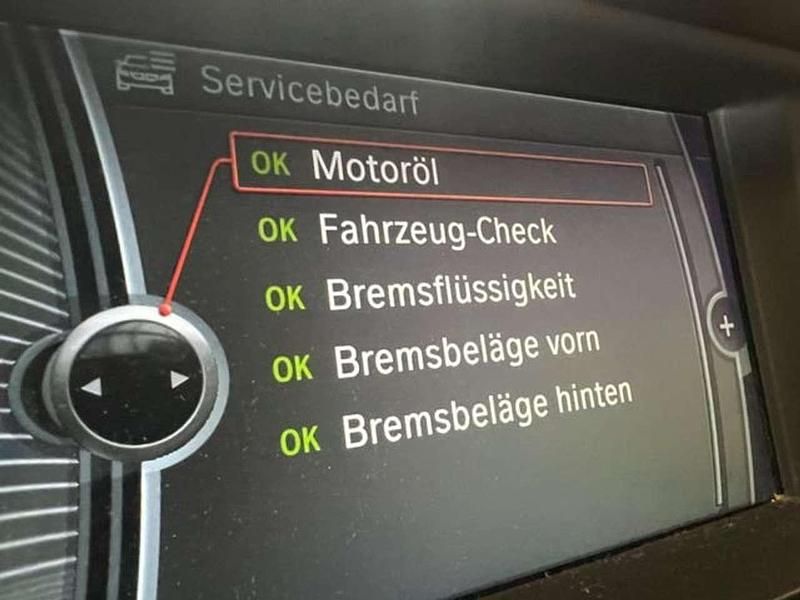 Servicebedarf
OK Motoröl
OK Fahrzeug-Check
OK Bremsflüssigkeit
OK Bremsbeläge vorn
OK Bremsbeläge hinten
+